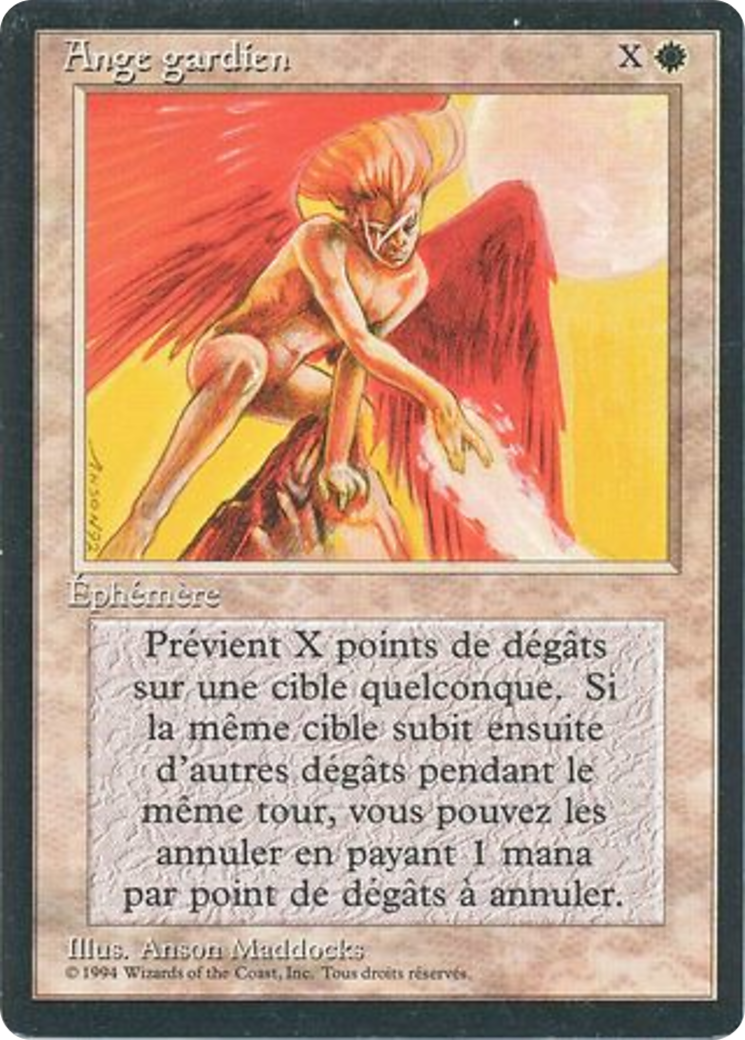 Ange gardien X
Éphémère
Prévient X points de dégâts
sur une cible quelconque. Si
la même cible subit ensuite
d'autres dégâts pendant le
même tour, vous pouvez les
annuler en payant 1 mana
par point de dégâts à annuler.
Illus. Anson Maddocks
© 1994 Wizards of the Coast, Inc. Tous droits réservés.